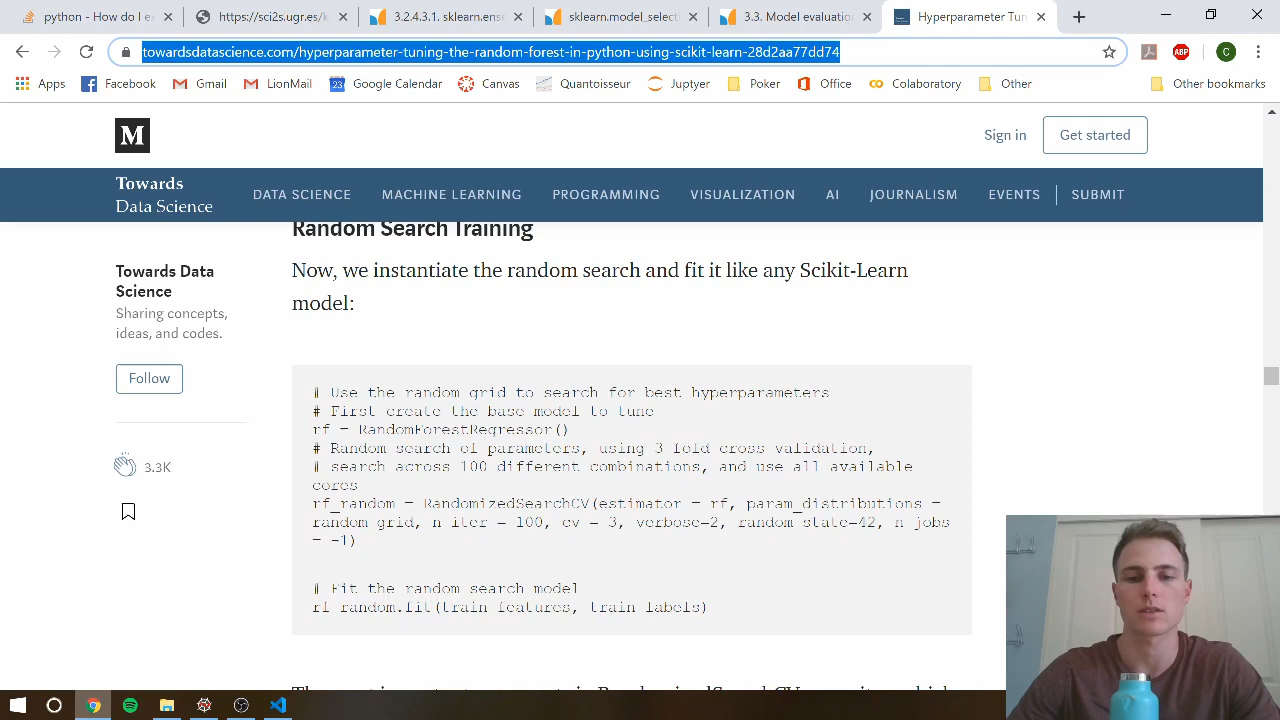 python - How do I e
https://sci2s.ugr.es/k
3.2.4.3.1. sklearn.ens
sklearn.model_selecti
3.3. Model evaluation
Hyperparameter Tun
towardsdatascience.com/hyperparameter-tuning-the-random-forest-in-python-using-scikit-learn-28d2aa77dd74
ABP
C
Apps
Facebook
Gmail
LionMail
23
Google Calendar
Canvas
Quantoisseur
Juptyer
Poker
Office
Colaboratory
Other
Other bookmarks
M
Sign in
Get started
Towards
Data Science
DATA SCIENCE
MACHINE LEARNING
PROGRAMMING
VISUALIZATION
AI
JOURNALISM
EVENTS
SUBMIT
Random Search Training
Towards Data
Science
Sharing concepts,
ideas, and codes.
Follow
3.3K
Now, we instantiate the random search and fit it like any Scikit-Learn
model:
# Use the random grid to search for best hyperparameters
# First create the base model to tune
rf = RandomForestRegressor()
# Random search of parameters, using 3 fold cross validation,
# search across 100 different combinations, and use all available
cores
rf_random = RandomizedSearchCV(estimator = rf, param_distributions =
random_grid, n_iter = 100, cv = 3, verbose=2, random_state=42, n_jobs
= -1)
# Fit the random search model
rf_random.fit(train_features, train_labels)